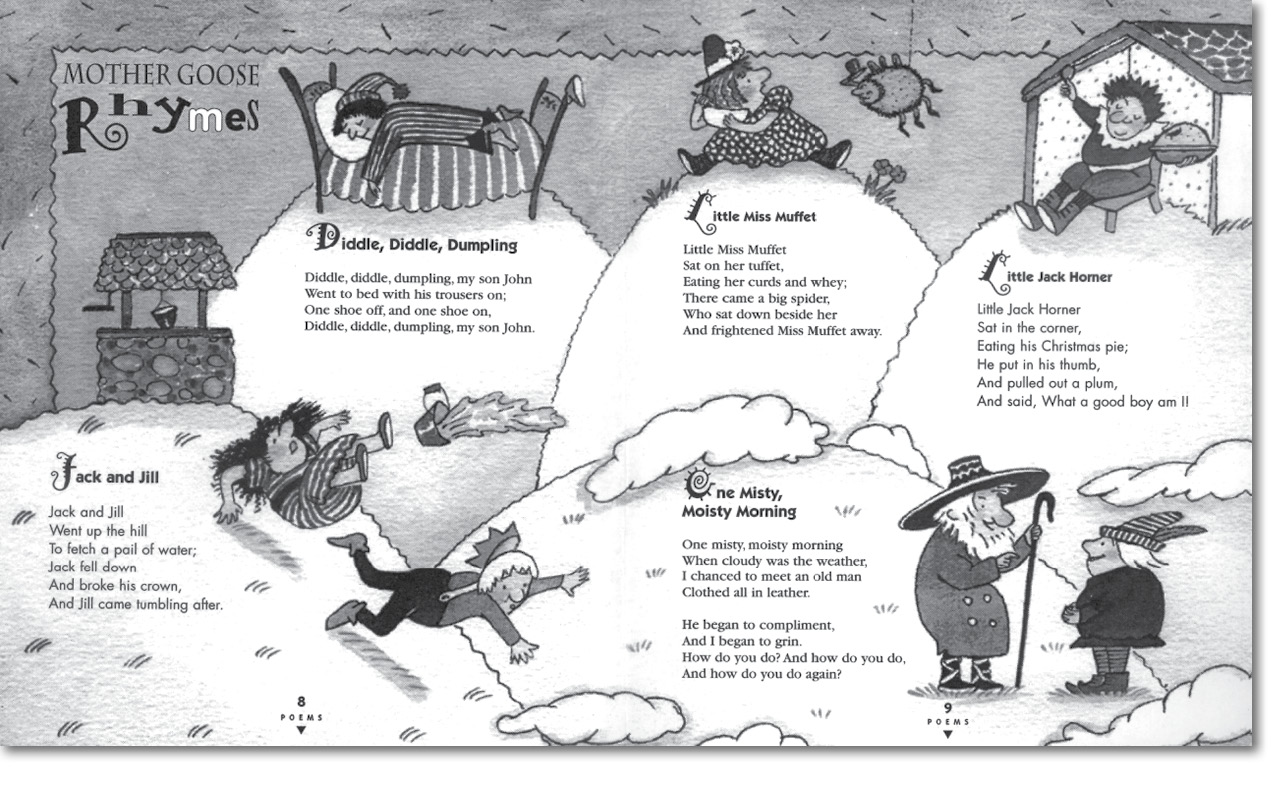 MOTHER GOOSE
Rhymes
Diddle, Diddle, Dumpling
Diddle, diddle, dumpling, my son John
Went to bed with his trousers on;
One shoe off, and one shoe on,
Diddle, diddle, dumpling, my son John.
Jack and Jill
Jack and Jill
Went up the hill
To fetch a pail of water;
Jack fell down
And broke his crown,
And Jill came tumbling after.
8
POEMS
Little Miss Muffet
Little Miss Muffet
Sat on her tuffet,
Eating her curds and whey;
There came a big spider,
Who sat down beside her
And frightened Miss Muffet away.
Little Jack Horner
Little Jack Horner
Sat in the corner,
Eating his Christmas pie;
He put in his thumb,
And pulled out a plum,
And said, What a good boy am I!
One Misty,
Moisty Morning
One misty, moisty morning
When cloudy was the weather,
I chanced to meet an old man
Clothed all in leather.
He began to compliment,
And I began to grin.
How do you do? And how do you do,
And how do you do again?
9
POEMS